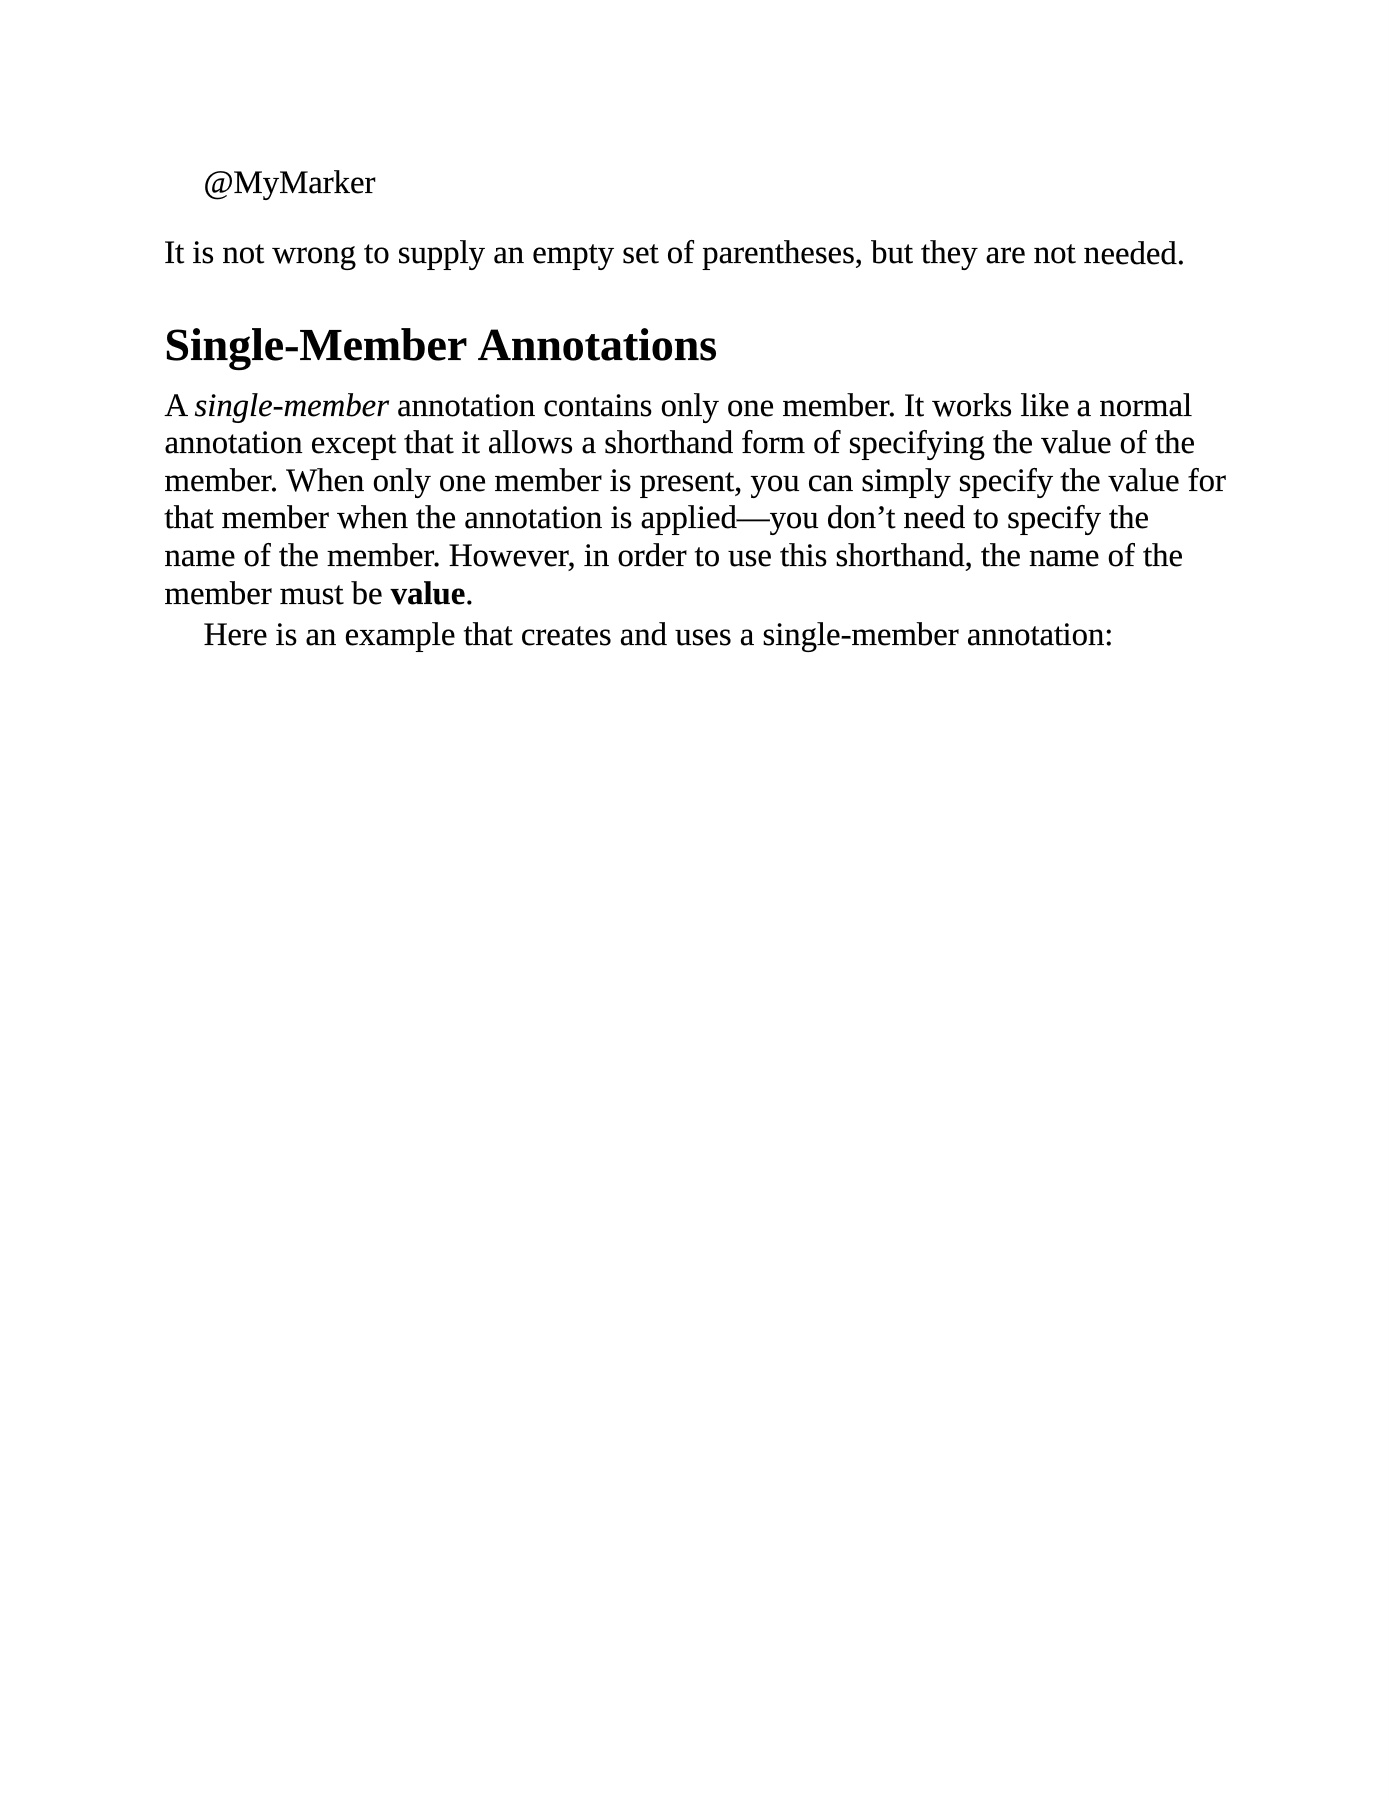 @MyMarker
It is not wrong to supply an empty set of parentheses, but they are not needed.
Single-Member Annotations
A single-member annotation contains only one member. It works like a normal
annotation except that it allows a shorthand form of specifying the value of the
member. When only one member is present, you can simply specify the value for
that member when the annotation is applied—you don’t need to specify the
name of the member. However, in order to use this shorthand, the name of the
member must be value.
Here is an example that creates and uses a single-member annotation: